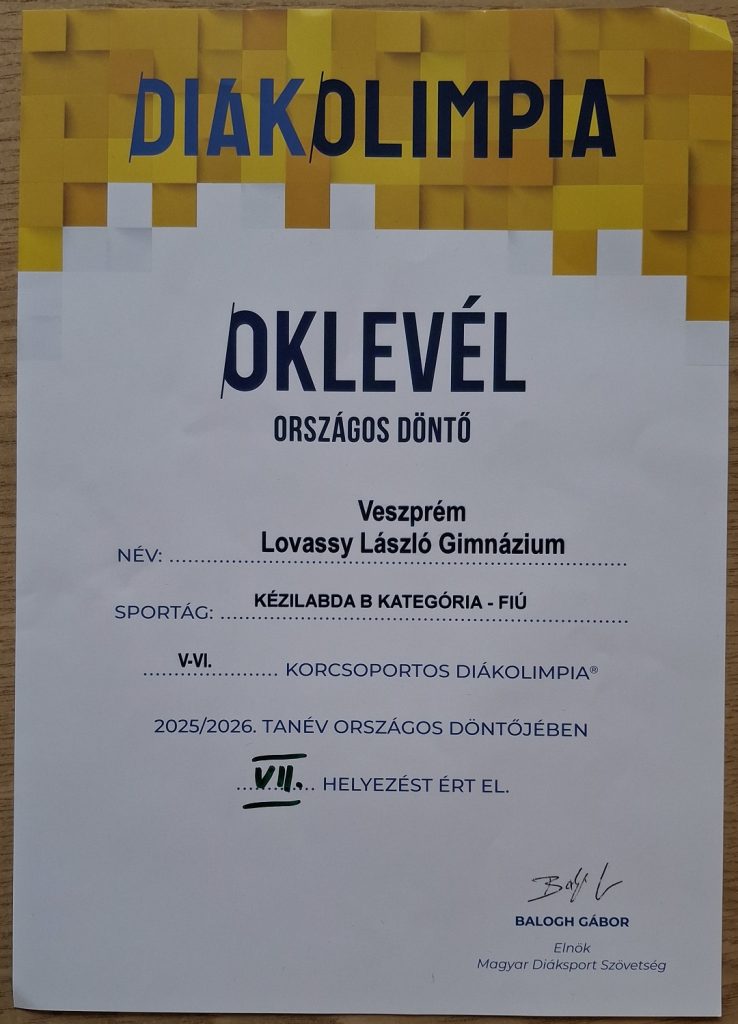 DIÁKOLIMPIA
OKLEVÉL
ORSZÁGOS DÖNTŐ
Veszprém
NÉV: Lovassy László Gimnázium
SPORTÁG: KÉZILABDA B KATEGÓRIA - FIÚ
V-VI. KORCSOPORTOS DIÁKOLIMPIA®
2025/2026. TANÉV ORSZÁGOS DÖNTŐJÉBEN
VII. HELYEZÉST ÉRT EL.
BALOGH GÁBOR
Elnök
Magyar Diáksport Szövetség